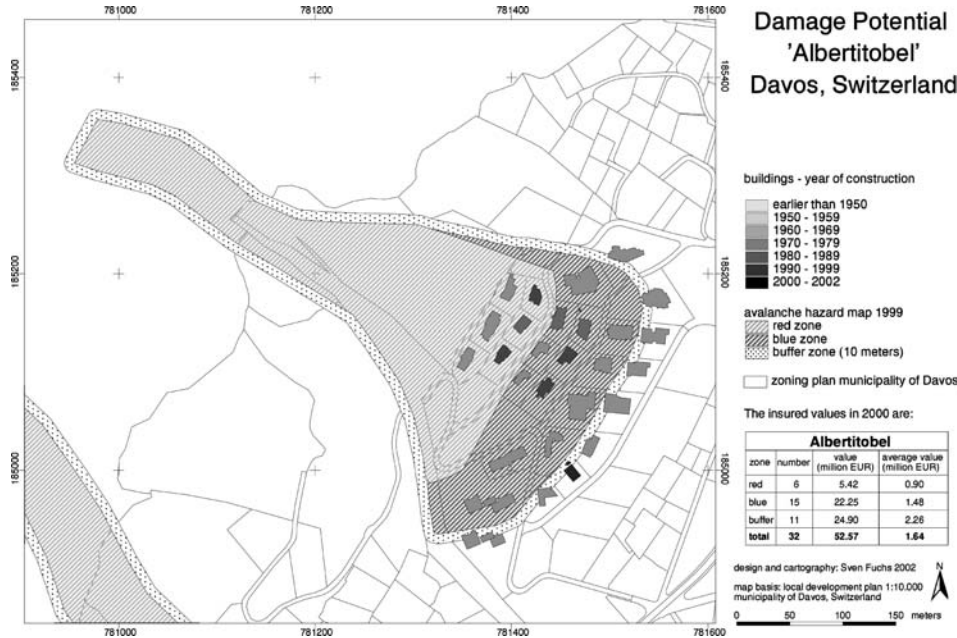 781000 781200 781400 781600
185400 185400
185200 185200
185000 185000
781000 781200 781400 781600
Damage Potential
'Albertitobel'
Davos, Switzerland
buildings - year of construction
earlier than 1950
1950 - 1959
1960 - 1969
1970 - 1979
1980 - 1989
1990 - 1999
2000 - 2002
avalanche hazard map 1999
red zone
blue zone
buffer zone (10 meters)
zoning plan municipality of Davos
The insured values in 2000 are:
Albertitobel
zone number value (million EUR) average value (million EUR)
red 6 5.42 0.90
blue 15 22.25 1.48
buffer 11 24.90 2.26
total 32 52.57 1.64
design and cartography: Sven Fuchs 2002
N
map basis: local development plan 1:10.000
municipality of Davos, Switzerland
0 50 100 150 meters